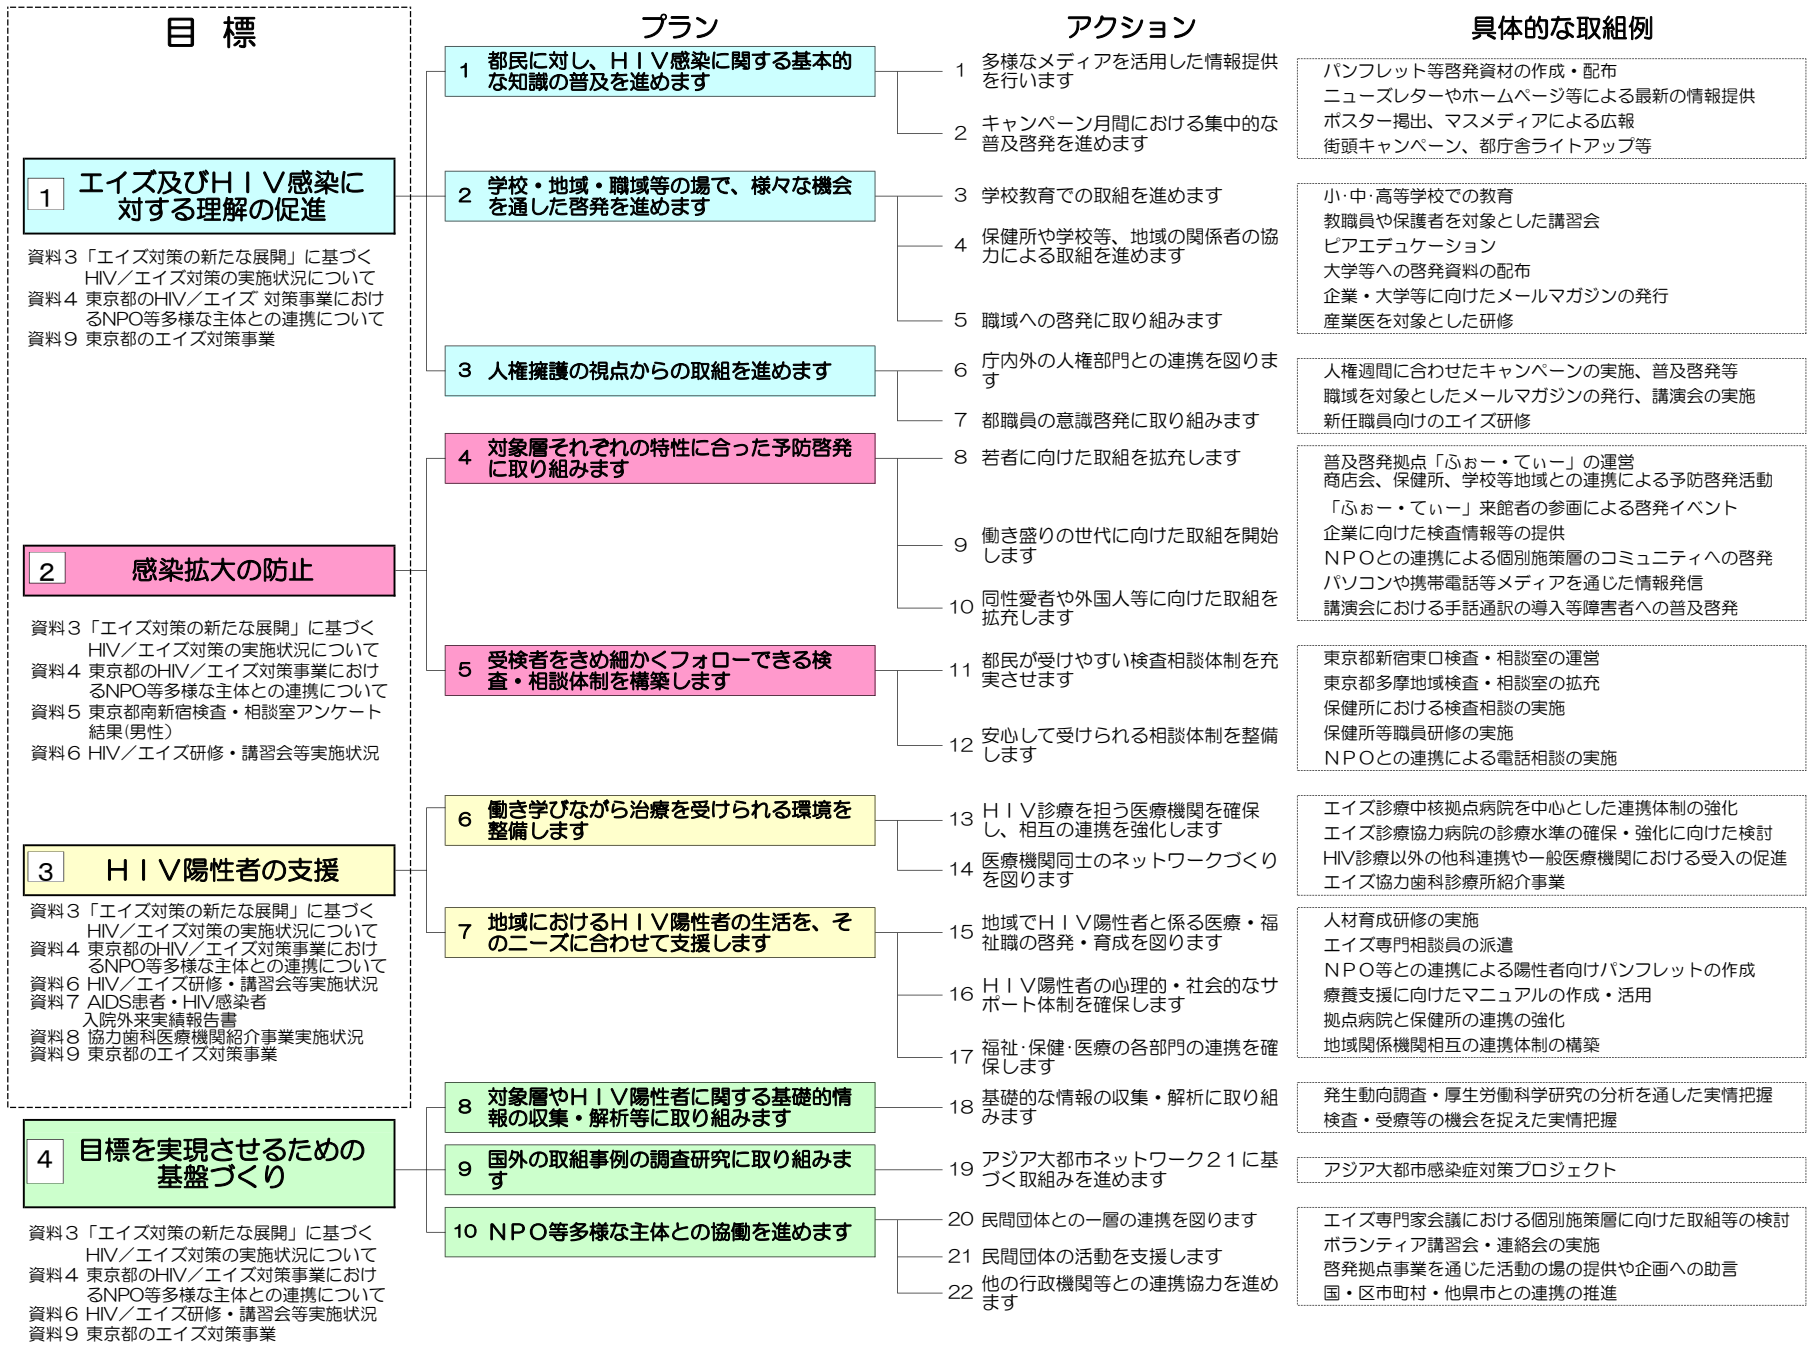 目 標
プラン
アクション
具体的な取組例
1
エイズ及びHIV感染に
対する理解の促進
資料3「エイズ対策の新たな展開」に基づく
HIV/エイズ対策の実施状況について
資料4 東京都のHIV/エイズ 対策事業におけ
るNPO等多様な主体との連携について
資料9 東京都のエイズ対策事業
1 都民に対し、HIV感染に関する基本的
な知識の普及を進めます
1 多様なメディアを活用した情報提供
を行います
2 キャンペーン月間における集中的な
普及啓発を進めます
パンフレット等啓発資材の作成・配布
ニューズレターやホームページ等による最新の情報提供
ポスター掲出、マスメディアによる広報
街頭キャンペーン、都庁舎ライトアップ等
2 学校・地域・職域等の場で、様々な機会
を通した啓発を進めます
3 学校教育での取組を進めます
4 保健所や学校等、地域の関係者の協
力による取組を進めます
5 職域への啓発に取り組みます
小・中・高等学校での教育
教職員や保護者を対象とした講習会
ピアエデュケーション
大学等への啓発資料の配布
企業・大学等に向けたメールマガジンの発行
産業医を対象とした研修
3 人権擁護の視点からの取組を進めます
6 庁内外の人権部門との連携を図りま
す
7 都職員の意識啓発に取り組みます
人権週間に合わせたキャンペーンの実施、普及啓発等
職域を対象としたメールマガジンの発行、講演会の実施
新任職員向けのエイズ研修
2
感染拡大の防止
資料3「エイズ対策の新たな展開」に基づく
HIV/エイズ対策の実施状況について
資料4 東京都のHIV/エイズ対策事業におけ
るNPO等多様な主体との連携について
資料5 東京都南新宿検査・相談室アンケート
結果(男性)
資料6 HIV/エイズ研修・講習会等実施状況
4 対象層それぞれの特性に合った予防啓発
に取り組みます
8 若者に向けた取組を拡充します
9 働き盛りの世代に向けた取組を開始
します
10 同性愛者や外国人等に向けた取組を
拡充します
普及啓発拠点「ふぉー・てぃー」の運営
商店会、保健所、学校等地域との連携による予防啓発活動
「ふぉー・てぃー」来館者の参画による啓発イベント
企業に向けた検査情報等の提供
NPOとの連携による個別施策層のコミュニティへの啓発
パソコンや携帯電話等メディアを通じた情報発信
講演会における手話通訳の導入等障害者への普及啓発
5 受検者をきめ細かくフォローできる検
査・相談体制を構築します
11 都民が受けやすい検査相談体制を充
実させます
12 安心して受けられる相談体制を整備
します
東京都新宿東口検査・相談室の運営
東京都多摩地域検査・相談室の拡充
保健所における検査相談の実施
保健所等職員研修の実施
NPOとの連携による電話相談の実施
3
HIV陽性者の支援
資料3「エイズ対策の新たな展開」に基づく
HIV/エイズ対策の実施状況について
資料4 東京都のHIV/エイズ対策事業におけ
るNPO等多様な主体との連携について
資料6 HIV/エイズ研修・講習会等実施状況
資料7 AIDS患者・HIV感染者
入院外来実績報告書
資料8 協力歯科医療機関紹介事業実施状況
資料9 東京都のエイズ対策事業
6 働き学びながら治療を受けられる環境を
整備します
13 HIV診療を担う医療機関を確保
し、相互の連携を強化します
14 医療機関同士のネットワークづくり
を図ります
エイズ診療中核拠点病院を中心とした連携体制の強化
エイズ診療協力病院の診療水準の確保・強化に向けた検討
HIV診療以外の他科連携や一般医療機関における受入の促進
エイズ協力歯科診療所紹介事業
7 地域におけるHIV陽性者の生活を、そ
のニーズに合わせて支援します
15 地域でHIV陽性者と係る医療・福
祉職の啓発・育成を図ります
16 HIV陽性者の心理的・社会的なサ
ポート体制を確保します
17 福祉・保健・医療の各部門の連携を確
保します
人材育成研修の実施
エイズ専門相談員の派遣
NPO等との連携による陽性者向けパンフレットの作成
療養支援に向けたマニュアルの作成・活用
拠点病院と保健所の連携の強化
地域関係機関相互の連携体制の構築
4
目標を実現させるための
基盤づくり
資料3「エイズ対策の新たな展開」に基づく
HIV/エイズ対策の実施状況について
資料4 東京都のHIV/エイズ対策事業におけ
るNPO等多様な主体との連携について
資料6 HIV/エイズ研修・講習会等実施状況
資料9 東京都のエイズ対策事業
8 対象層やHIV陽性者に関する基礎的情
報の収集・解析等に取り組みます
18 基礎的な情報の収集・解析に取り組
みます
発生動向調査・厚生労働科学研究の分析を通した実情把握
検査・受療等の機会を捉えた実情把握
9 国外の取組事例の調査研究に取り組みま
す
19 アジア大都市ネットワーク21に基
づく取組みを進めます
アジア大都市感染症対策プロジェクト
10 NPO等多様な主体との協働を進めます
20 民間団体との一層の連携を図ります
21 民間団体の活動を支援します
22 他の行政機関等との連携協力を進め
ます
エイズ専門家会議における個別施策層に向けた取組等の検討
ボランティア講習会・連絡会の実施
啓発拠点事業を通じた活動の場の提供や企画への助言
国・区市町村・他県市との連携の推進